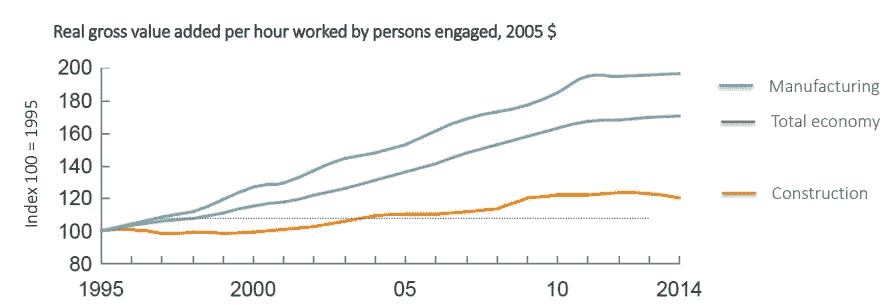 Real gross value added per hour worked by persons engaged, 2005 $
Index 100 = 1995
200
180
160
140
120
100
80
1995
2000
05
10
2014
Manufacturing
Total economy
Construction